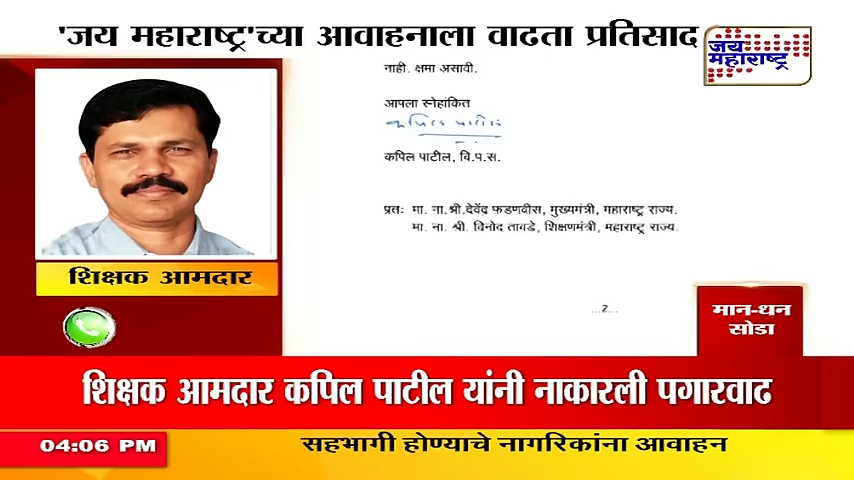 'जय महाराष्ट्र'च्या आवाहनाला वाढता प्रतिसाद
जय
महाराष्ट्र
नाही. क्षमा असावी.
आपला स्नेहांकित
कपिल पाटील
कपिल पाटील, वि.प.स.
प्रतः मा. ना.श्री.देवेंद्र फडणवीस, मुख्यमंत्री, महाराष्ट्र राज्य.
मा. ना. श्री. विनोद तावडे, शिक्षणमंत्री, महाराष्ट्र राज्य.
...2...
शिक्षक आमदार
मान-धन
सोडा
शिक्षक आमदार कपिल पाटील यांनी नाकारली पगारवाढ
04:06 PM
सहभागी होण्याचे नागरिकांना आवाहन